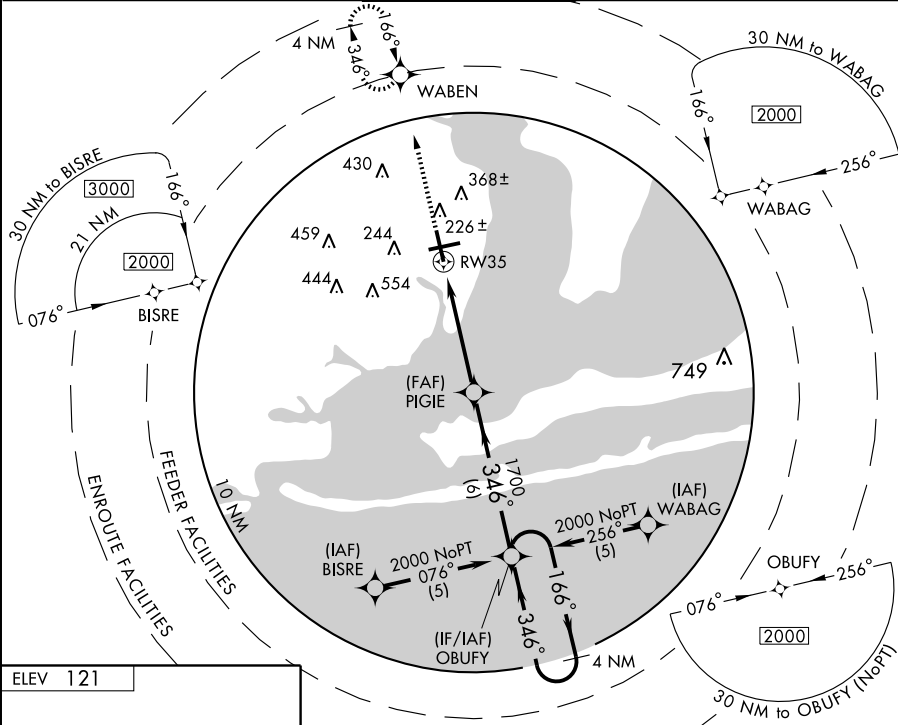 4 NM
166°
346°
WABEN
30 NM to WABAG
166°
2000
256°
WABAG
30 NM to BISRE
3000
166°
21 NM
2000
076°
BISRE
430
368±
226±
459
244
RW35
444
554
749
(FAF)
PIGIE
1700
346°
(6)
10 NM
ENROUTE FACILITIES
FEEDER FACILITIES
(IAF)
WABAG
2000 NoPT
256°
(5)
(IAF)
BISRE
2000 NoPT
076°
(5)
166°
346°
4 NM
(IF/IAF)
OBUFY
OBUFY
256°
076°
2000
30 NM to OBUFY (NoPT)
ELEV 121